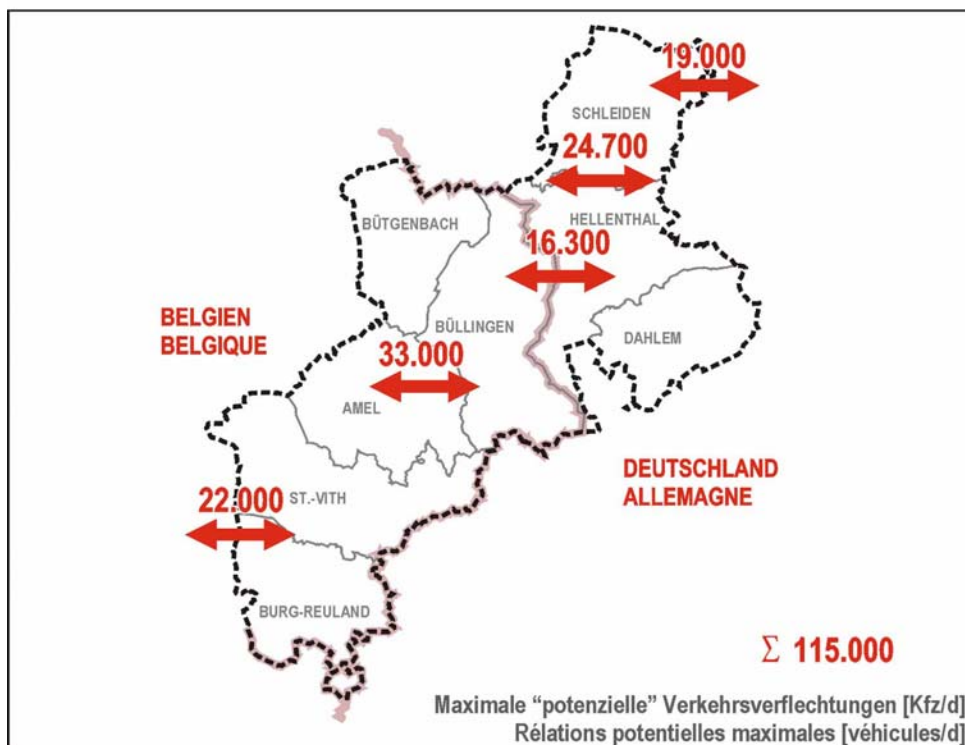 19.000
SCHLEIDEN
24.700
HELLENTHAL
BÜTGENBACH
16.300
BELGIEN
BELGIQUE
BÜLLINGEN
DAHLEM
33.000
AMEL
DEUTSCHLAND
ALLEMAGNE
22.000
ST.-VITH
BURG-REULAND
Σ 115.000
Maximale “potenzielle” Verkehrsverflechtungen [Kfz/d]
Rélations potentielles maximales [véhicules/d]